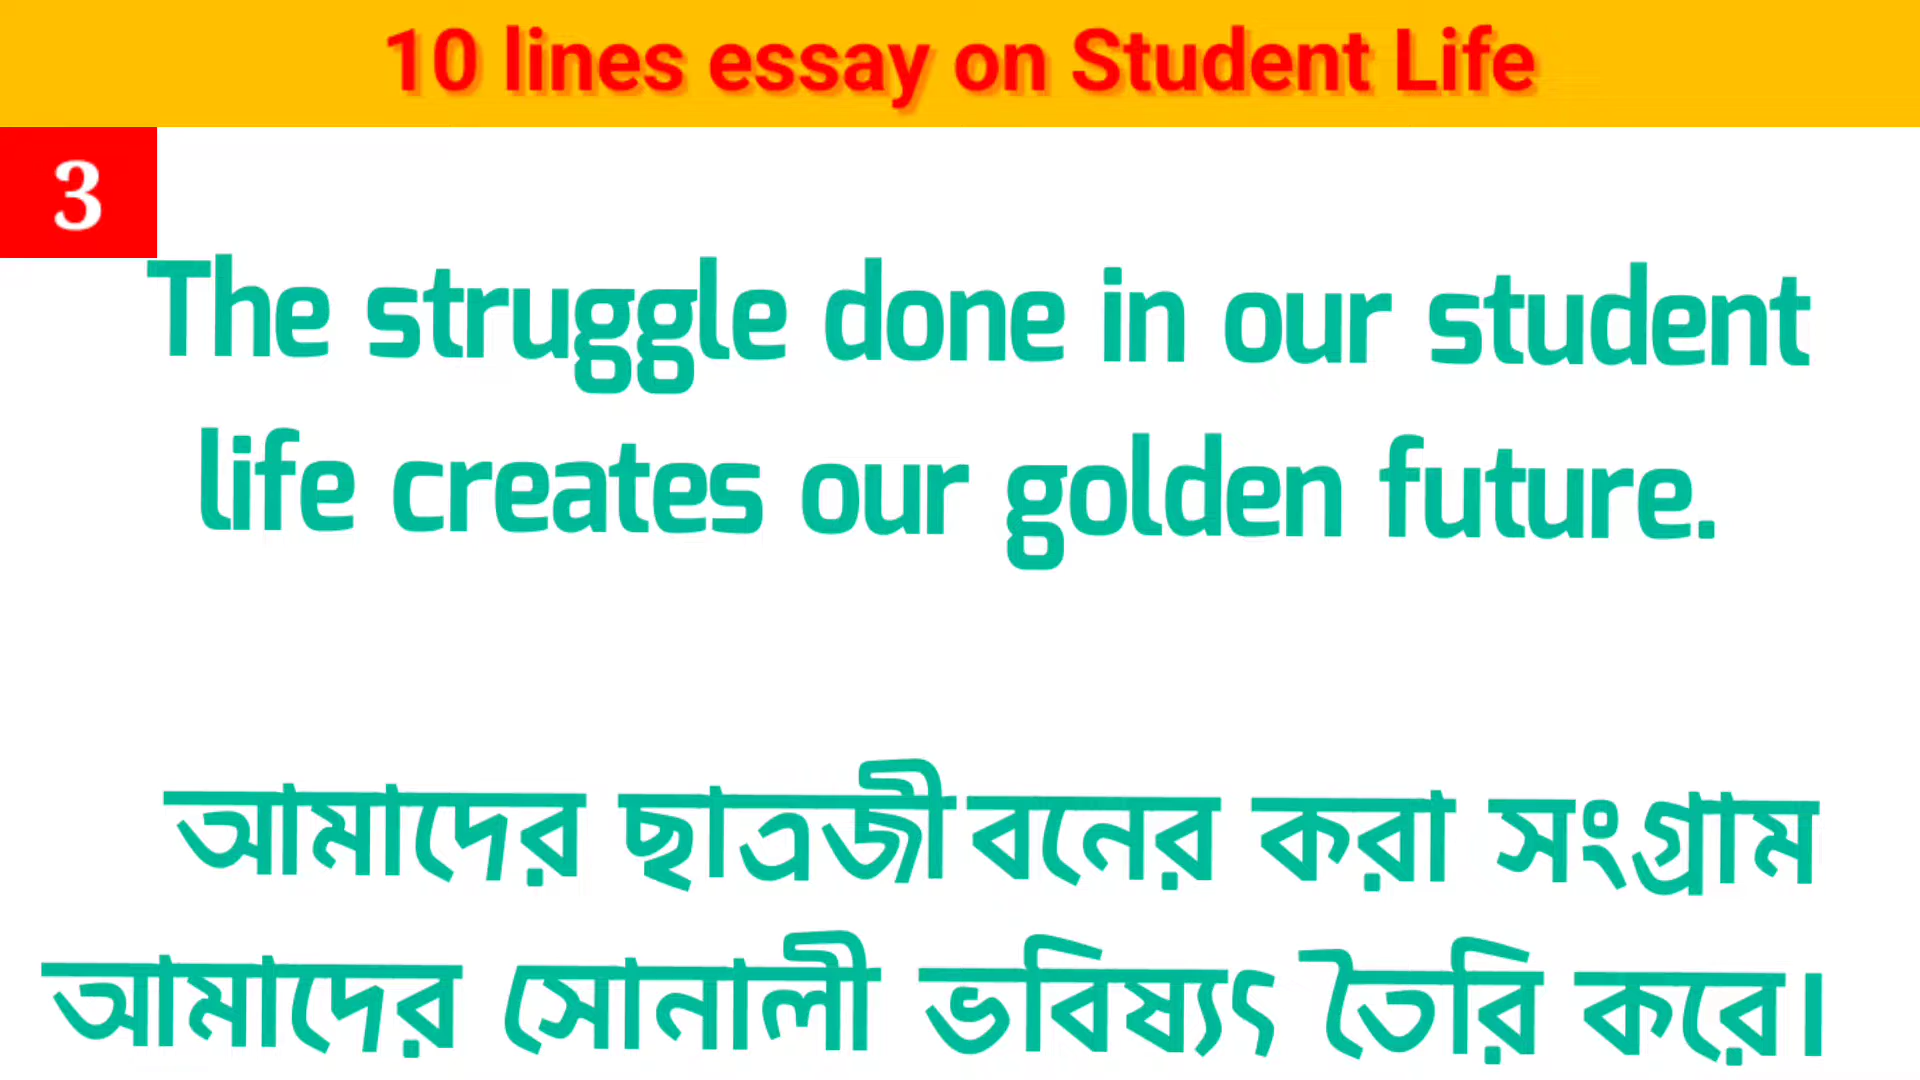 10 lines essay on Student Life
3
The struggle done in our student
life creates our golden future.
আমাদের ছাত্রজীবনের করা সংগ্রাম
আমাদের সোনালী ভবিষ্যৎ তৈরি করে।